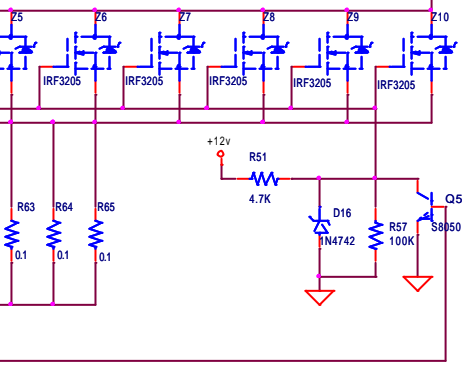 Z5 Z6 Z7 Z8 Z9 Z10
IRF3205 IRF3205 IRF3205 IRF3205 IRF3205
+12v
R51
4.7K
R63 R64 R65
0.1 0.1 0.1
D16
1N4742
R57
100K
Q5
S8050